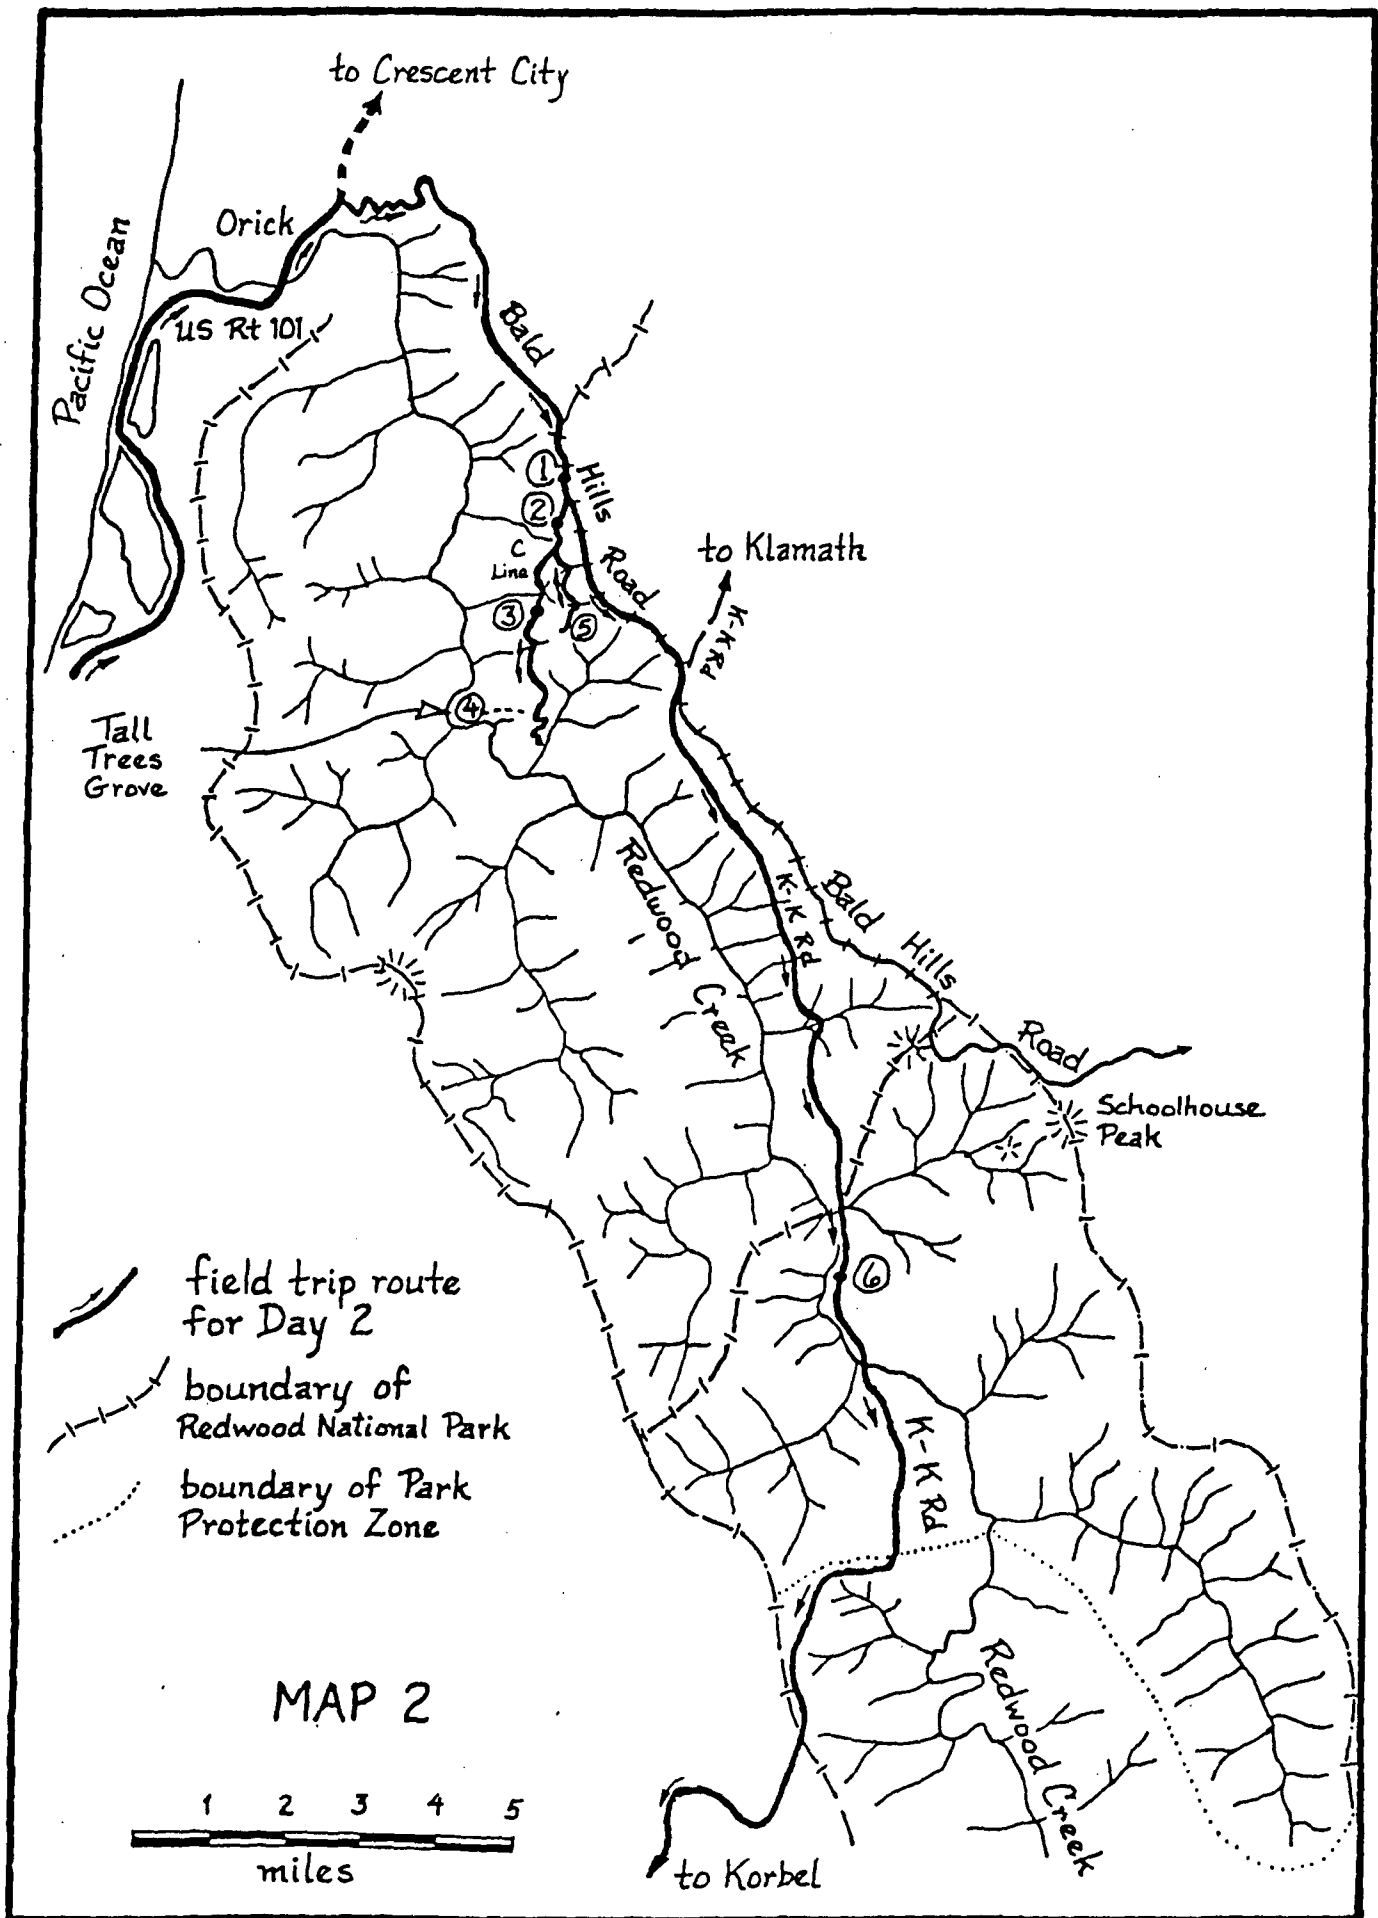 to Crescent City
Orick
Pacific Ocean
US Rt 101
Bald
Hills
Road
1
2
C
Line
3
5
to Klamath
K-K Rd
4
Tall
Trees
Grove
Redwood
Creek
K-K Rd
Bald
Hills
Road
Schoolhouse
Peak
6
field trip route
for Day 2
boundary of
Redwood National Park
boundary of Park
Protection Zone
K-K Rd
Redwood Creek
MAP 2
1 2 3 4 5
miles
to Korbel